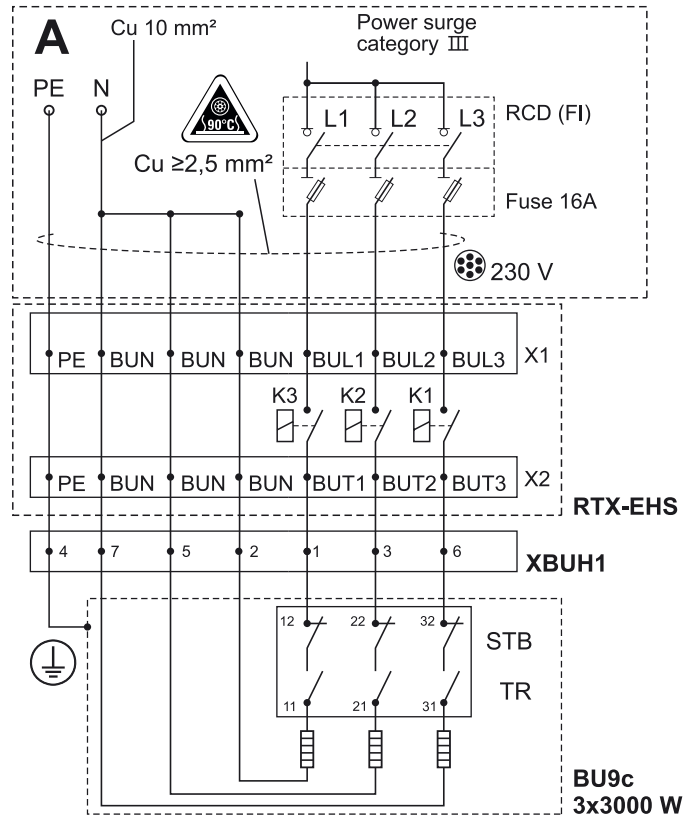 A
Cu 10 mm²
Power surge
category III
PE N
90°C
L1 L2 L3 RCD (FI)
Cu ≥2,5 mm²
Fuse 16A
230 V
PE BUN BUN BUN BUL1 BUL2 BUL3 X1
K3 K2 K1
PE BUN BUN BUN BUT1 BUT2 BUT3 X2
RTX-EHS
4 7 5 2 1 3 6
XBUH1
12 22 32
STB
TR
11 21 31
BU9c
3x3000 W